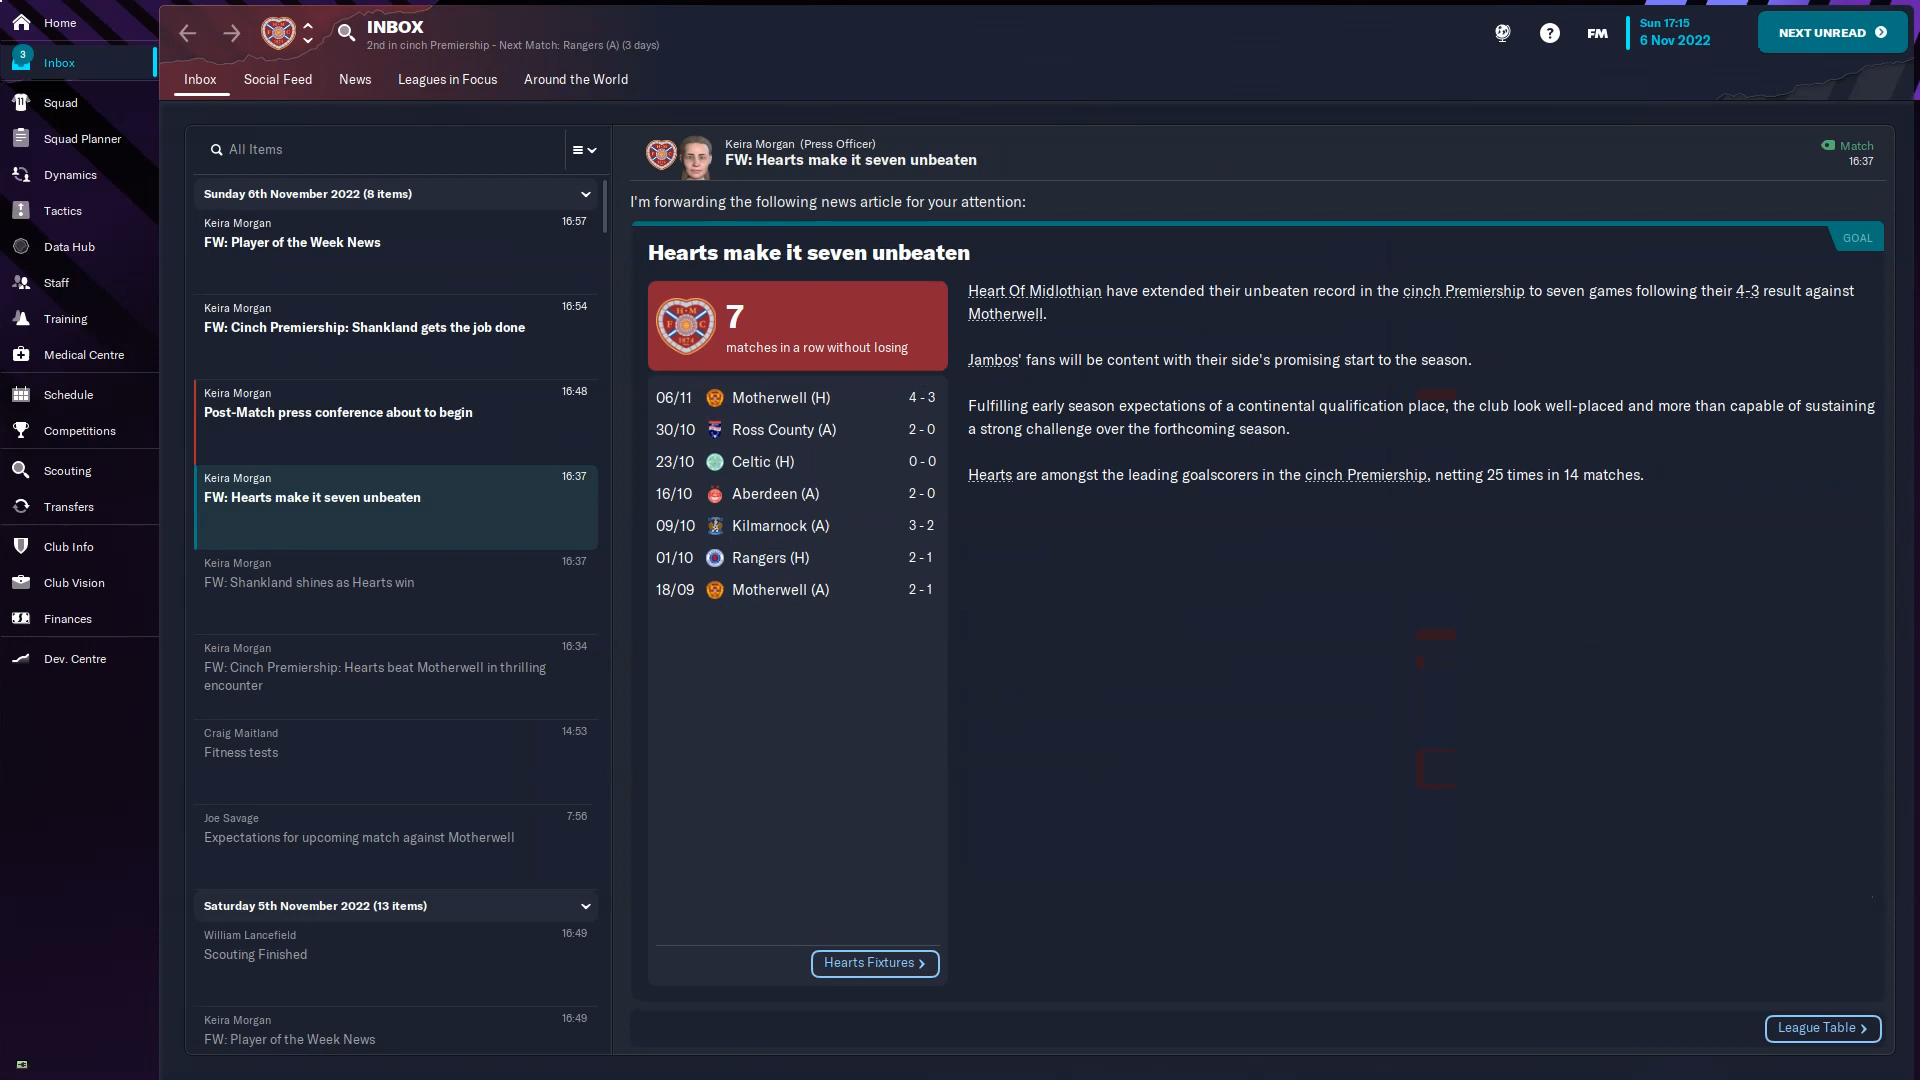 Home
3
Inbox
Squad
Squad Planner
Dynamics
Tactics
Data Hub
Staff
Training
Medical Centre
Schedule
Competitions
Scouting
Transfers
Club Info
Club Vision
Finances
Dev. Centre
INBOX
2nd in cinch Premiership - Next Match: Rangers (A) (3 days)
?
FM
Sun 17:15
6 Nov 2022
NEXT UNREAD
Inbox
Social Feed
News
Leagues in Focus
Around the World
All Items
Sunday 6th November 2022 (8 items)
Keira Morgan 16:57
FW: Player of the Week News
Keira Morgan 16:54
FW: Cinch Premiership: Shankland gets the job done
Keira Morgan 16:48
Post-Match press conference about to begin
Keira Morgan 16:37
FW: Hearts make it seven unbeaten
Keira Morgan 16:37
FW: Shankland shines as Hearts win
Keira Morgan 16:34
FW: Cinch Premiership: Hearts beat Motherwell in thrilling
encounter
Craig Maitland 14:53
Fitness tests
Joe Savage 7:56
Expectations for upcoming match against Motherwell
Saturday 5th November 2022 (13 items)
William Lancefield 16:49
Scouting Finished
Keira Morgan 16:49
FW: Player of the Week News
Keira Morgan (Press Officer)
FW: Hearts make it seven unbeaten
Match
16:37
I'm forwarding the following news article for your attention:
GOAL
Hearts make it seven unbeaten
7
matches in a row without losing
06/11 Motherwell (H) 4 - 3
30/10 Ross County (A) 2 - 0
23/10 Celtic (H) 0 - 0
16/10 Aberdeen (A) 2 - 0
09/10 Kilmarnock (A) 3 - 2
01/10 Rangers (H) 2 - 1
18/09 Motherwell (A) 2 - 1
Hearts Fixtures
Heart Of Midlothian have extended their unbeaten record in the cinch Premiership to seven games following their 4-3 result against
Motherwell.
Jambos' fans will be content with their side's promising start to the season.
Fulfilling early season expectations of a continental qualification place, the club look well-placed and more than capable of sustaining
a strong challenge over the forthcoming season.
Hearts are amongst the leading goalscorers in the cinch Premiership, netting 25 times in 14 matches.
League Table